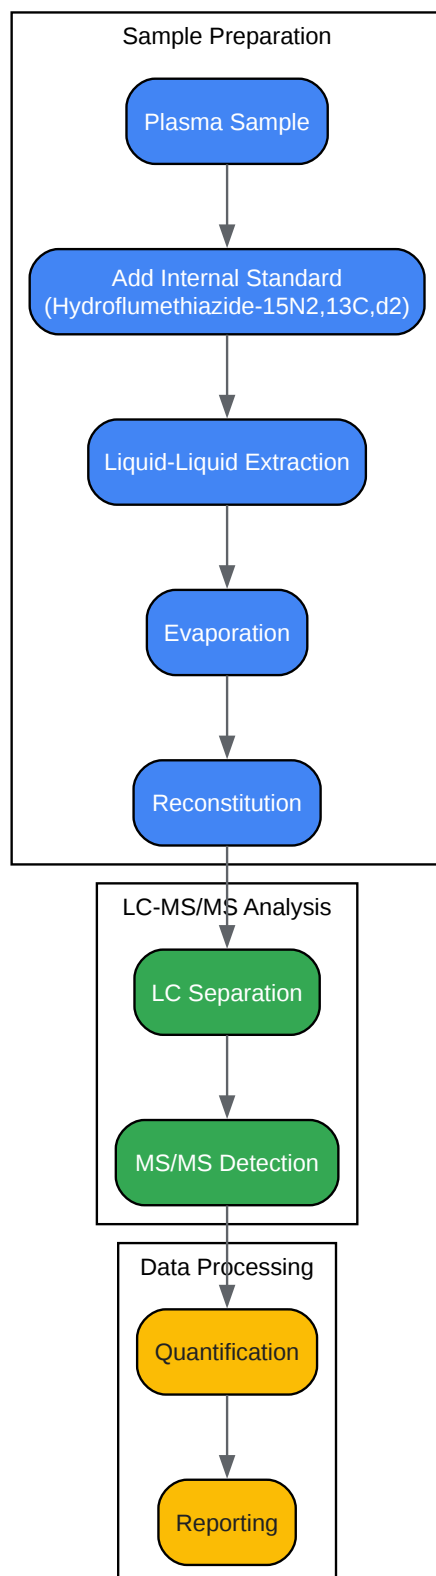 Sample Preparation
Plasma Sample
Add Internal Standard
(Hydroflumethiazide-15N2,13C,d2)
Liquid-Liquid Extraction
Evaporation
Reconstitution
LC-MS/MS Analysis
LC Separation
MS/MS Detection
Data Processing
Quantification
Reporting